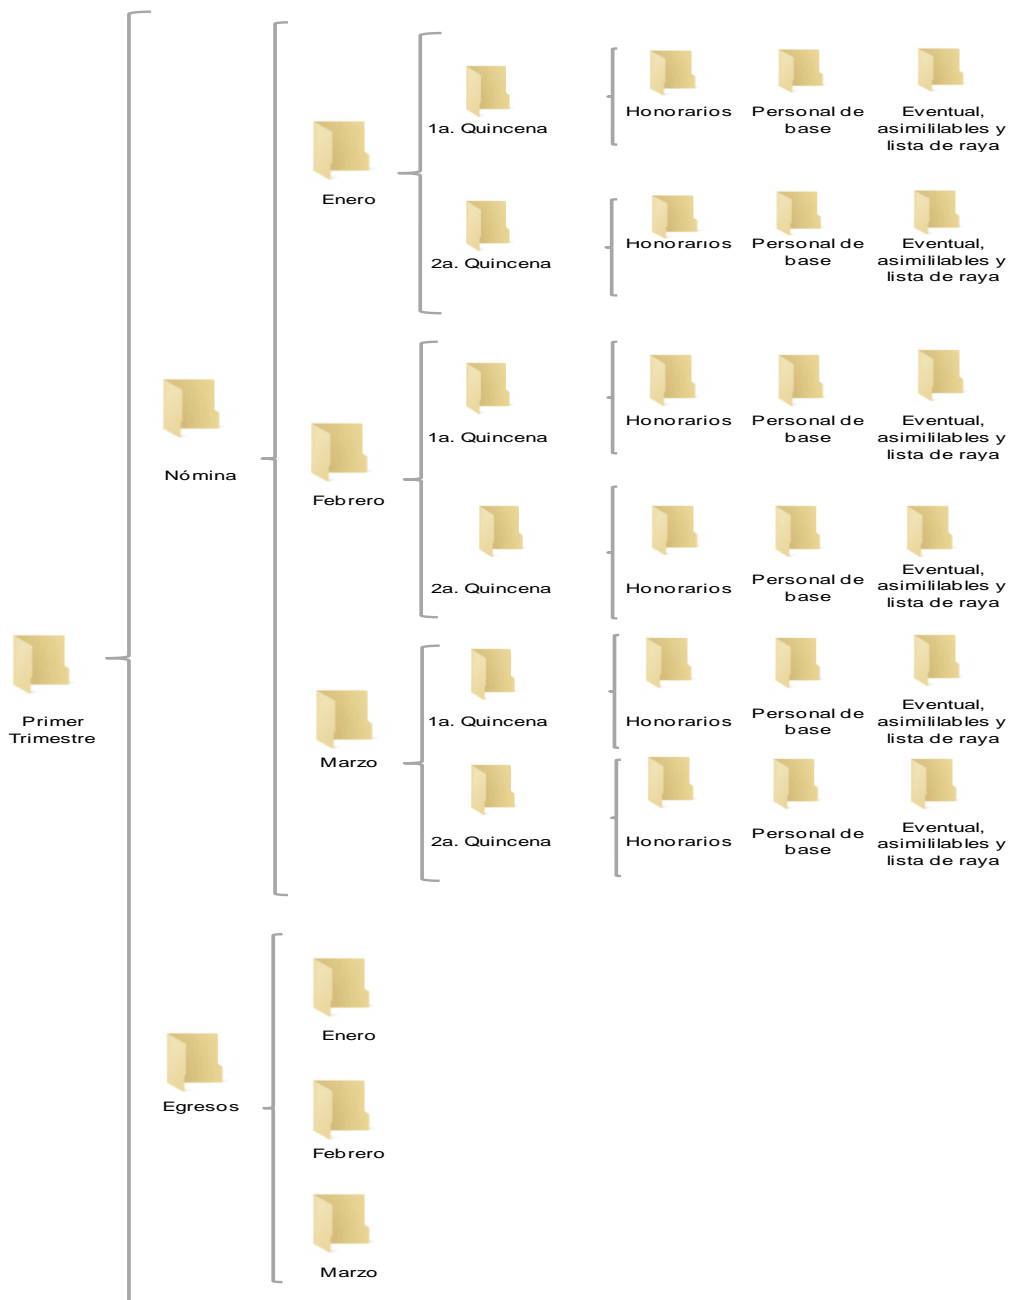 1a. Quincena
Honorarios
Personal de
base
Eventual,
asimililables y
lista de raya
Enero
2a. Quincena
Honorarios
Personal de
base
Eventual,
asimililables y
lista de raya
1a. Quincena
Honorarios
Personal de
base
Eventual,
asimililables y
lista de raya
Nómina
Febrero
2a. Quincena
Honorarios
Personal de
base
Eventual,
asimililables y
lista de raya
Primer
Trimestre
1a. Quincena
Honorarios
Personal de
base
Eventual,
asimililables y
lista de raya
Marzo
2a. Quincena
Honorarios
Personal de
base
Eventual,
asimililables y
lista de raya
Enero
Egresos
Febrero
Marzo